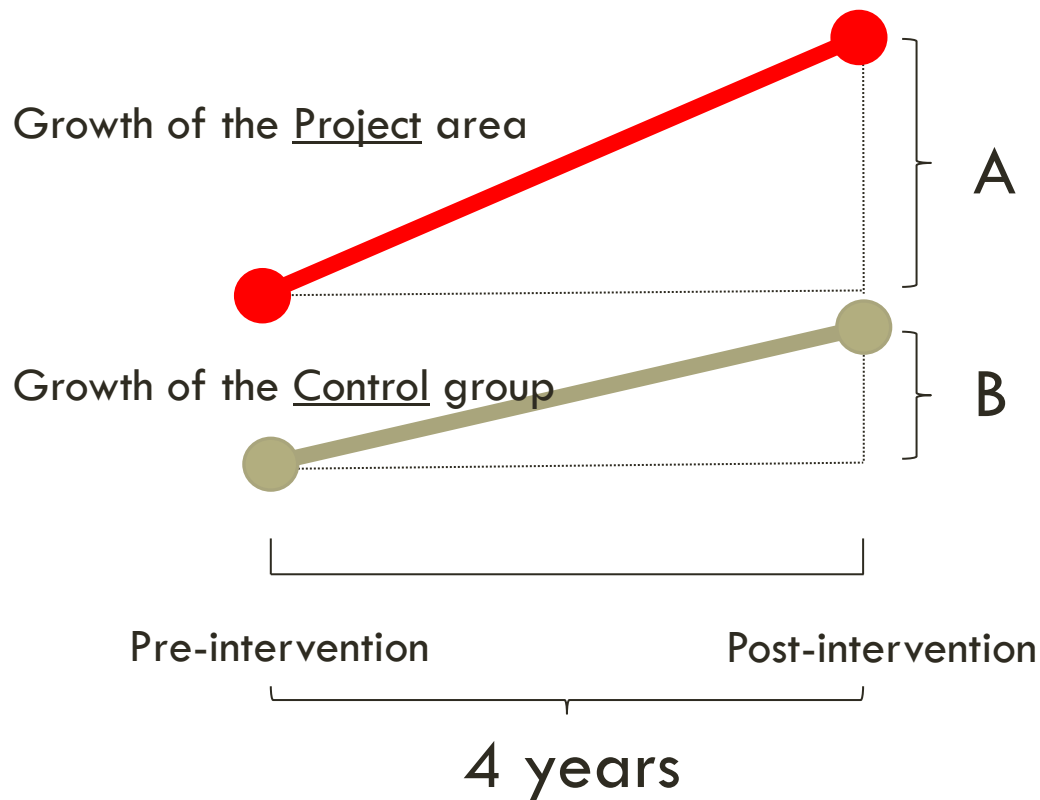 Growth of the Project area
A
Growth of the Control group
B
Pre-intervention
Post-intervention
4 years